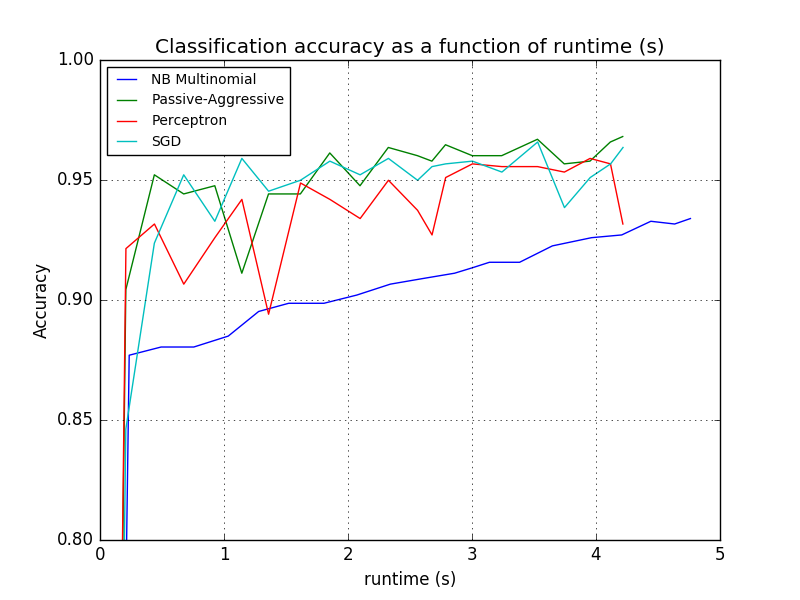 Classification accuracy as a function of runtime (s)
1.00
NB Multinomial
Passive-Aggressive
Perceptron
SGD
0.95
0.90
Accuracy
0.85
0.80
0 1 2 3 4 5
runtime (s)